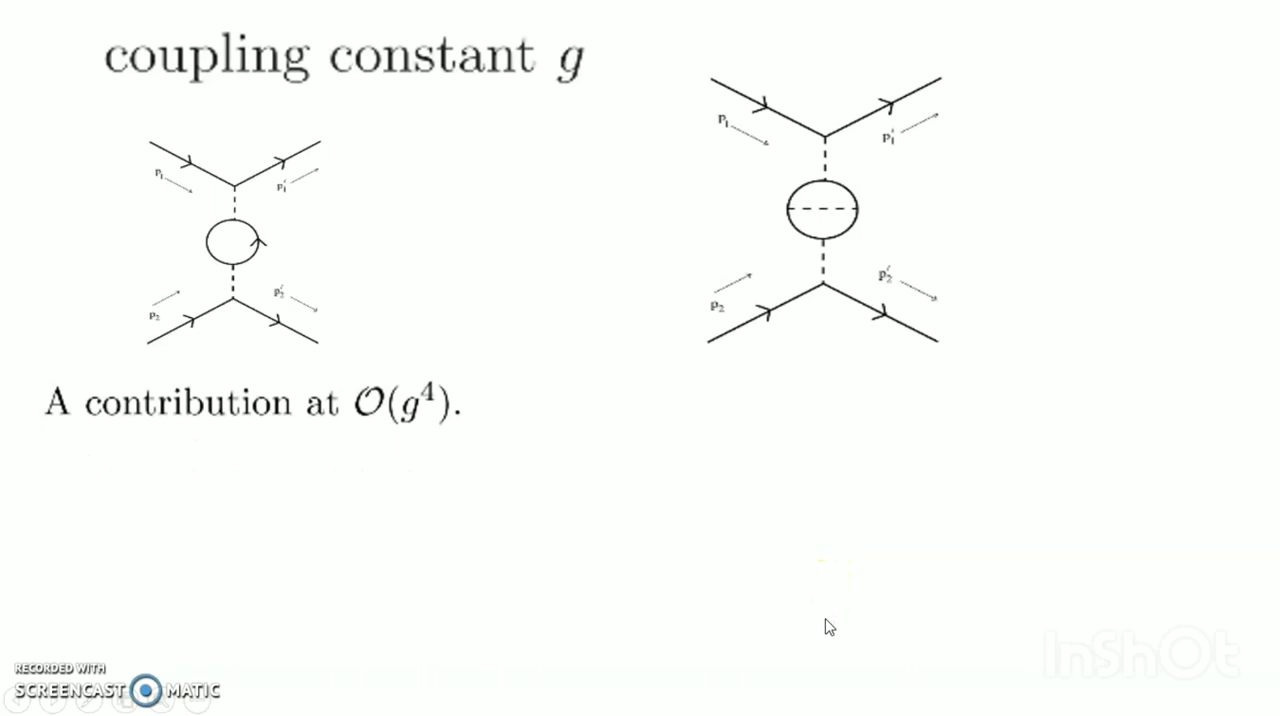 coupling constant g
p₁
p₁′
p₂
p₂′
A contribution at 𝒪(g⁴).
p₁
p₁′
p₂
p₂′
RECORDED WITH
SCREENCAST MATIC
InShOt